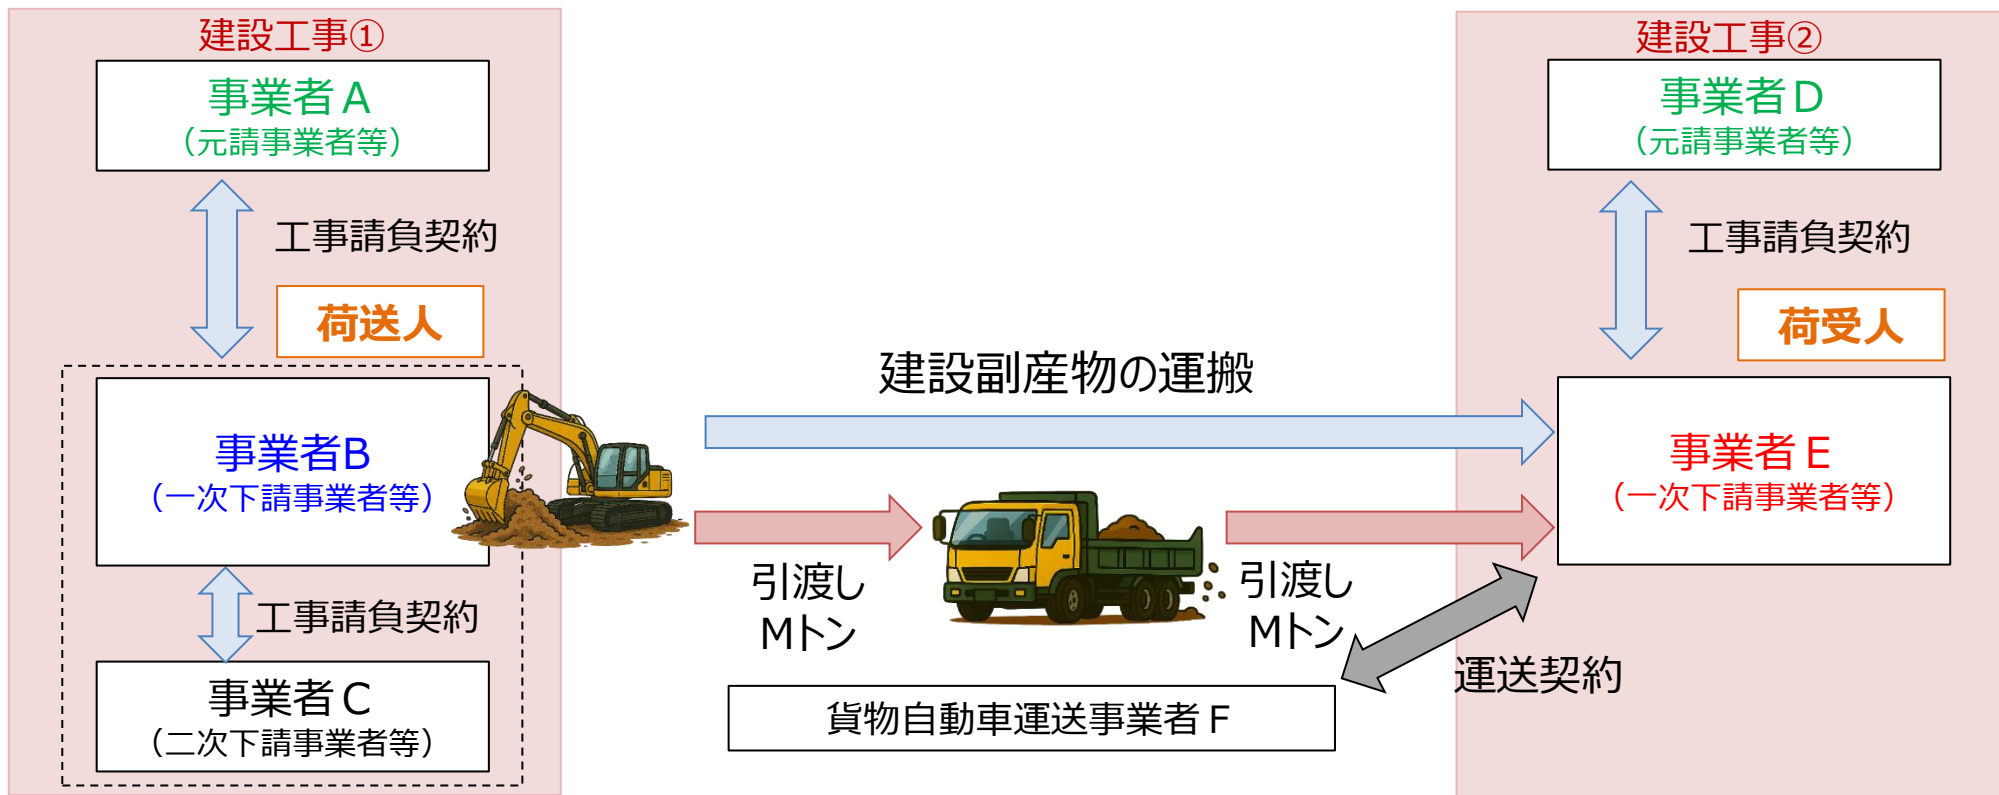 建設工事①
事業者A
（元請事業者等）
工事請負契約
荷送人
事業者B
（一次下請事業者等）
工事請負契約
事業者C
（二次下請事業者等）
建設副産物の運搬
引渡し
Mトン
引渡し
Mトン
貨物自動車運送事業者F
運送契約
建設工事②
事業者D
（元請事業者等）
工事請負契約
荷受人
事業者E
（一次下請事業者等）